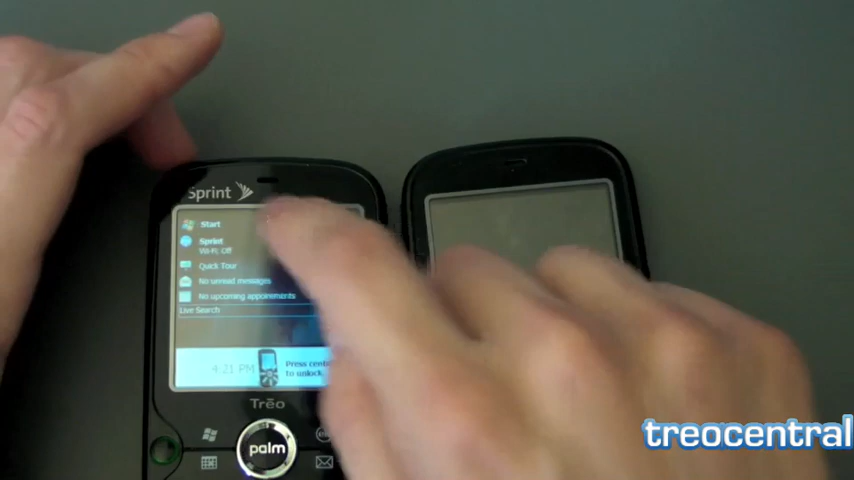 Sprint
Start
Sprint
Wi-Fi: Off
Quick Tour
No unread messages
No upcoming appointments
Live Search
4:21 PM
Press cent
to unlock.
Trēo
palm
treocentral